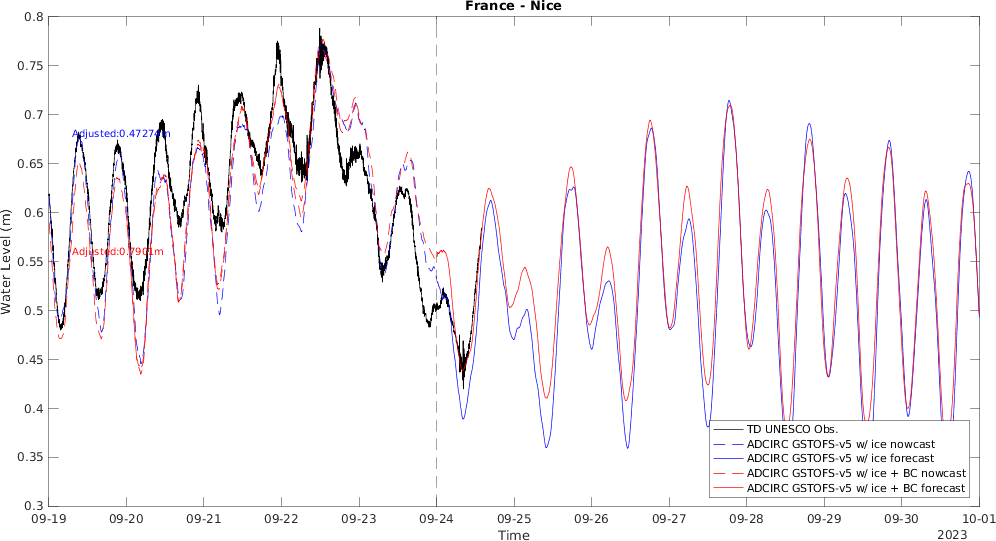 France - Nice
Water Level (m)
0.8
0.75
0.7
0.65
0.6
0.55
0.5
0.45
0.4
0.35
0.3
Adjusted:0.47274m
Adjusted:0.7901m
TD UNESCO Obs.
ADCIRC GSTOFS-v5 w/ ice nowcast
ADCIRC GSTOFS-v5 w/ ice forecast
ADCIRC GSTOFS-v5 w/ ice + BC nowcast
ADCIRC GSTOFS-v5 w/ ice + BC forecast
09-19 09-20 09-21 09-22 09-23 09-24 09-25 09-26 09-27 09-28 09-29 09-30 10-01
Time
2023